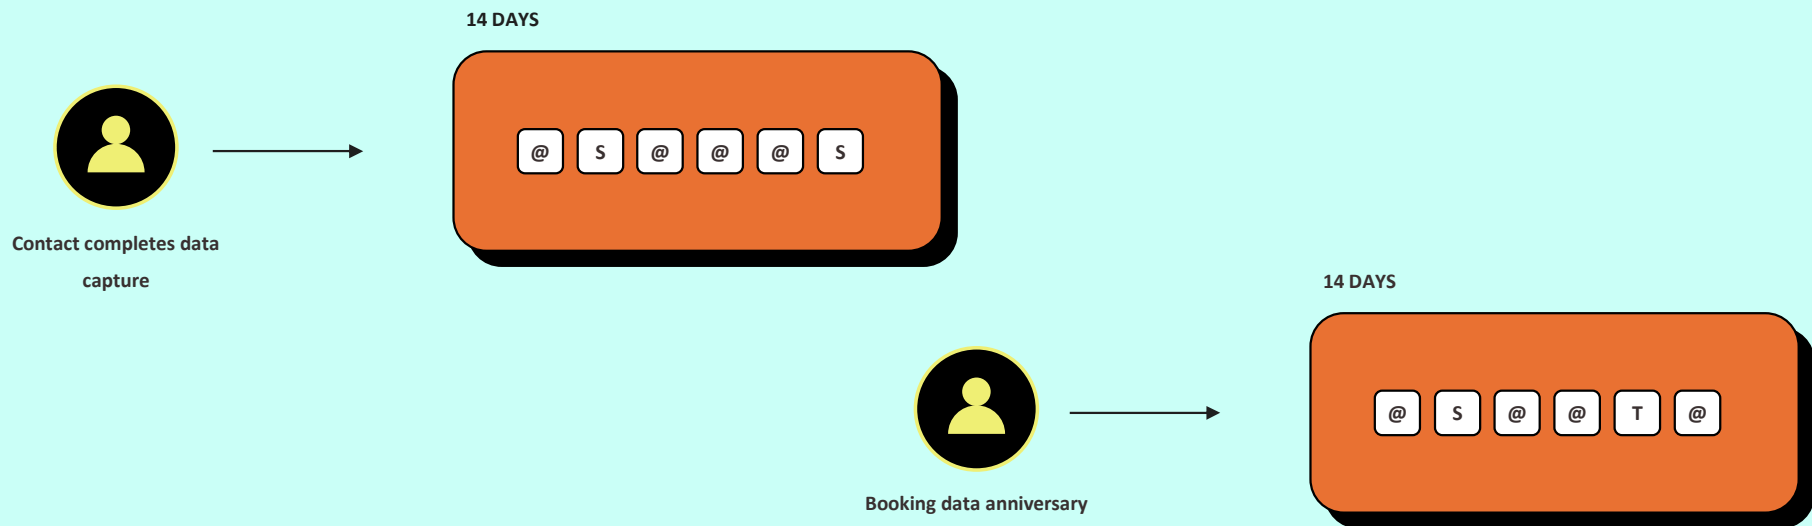 14 DAYS
@ S @ @ @ S
Contact completes data
capture
14 DAYS
@ S @ @ T @
Booking data anniversary